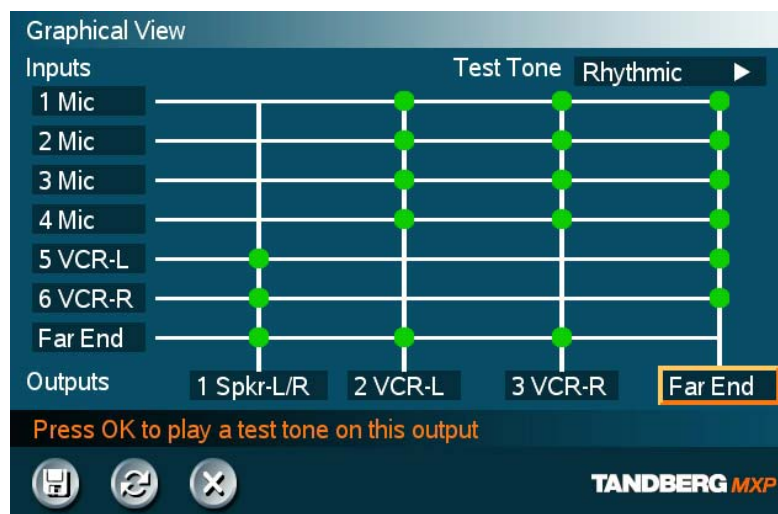 Graphical View
Inputs
Test Tone Rhythmic
1 Mic
2 Mic
3 Mic
4 Mic
5 VCR-L
6 VCR-R
Far End
Outputs 1 Spkr-L/R 2 VCR-L 3 VCR-R Far End
Press OK to play a test tone on this output
TANDBERG MXP